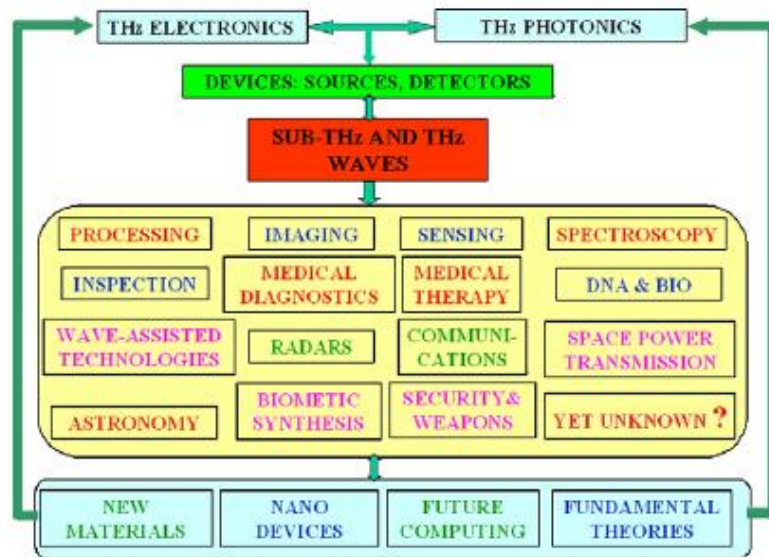 THz ELECTRONICS
THz PHOTONICS
DEVICES: SOURCES, DETECTORS
SUB-THz AND THz
WAVES
PROCESSING
IMAGING
SENSING
SPECTROSCOPY
INSPECTION
MEDICAL
DIAGNOSTICS
MEDICAL
THERAPY
DNA & BIO
WAVE-ASSISTED
TECHNOLOGIES
RADARS
COMMUNI-
CATIONS
SPACE POWER
TRANSMISSION
ASTRONOMY
BIOMETIC
SYNTHESIS
SECURITY&
WEAPONS
YET UNKNOWN ?
NEW
MATERIALS
NANO
DEVICES
FUTURE
COMPUTING
FUNDAMENTAL
THEORIES